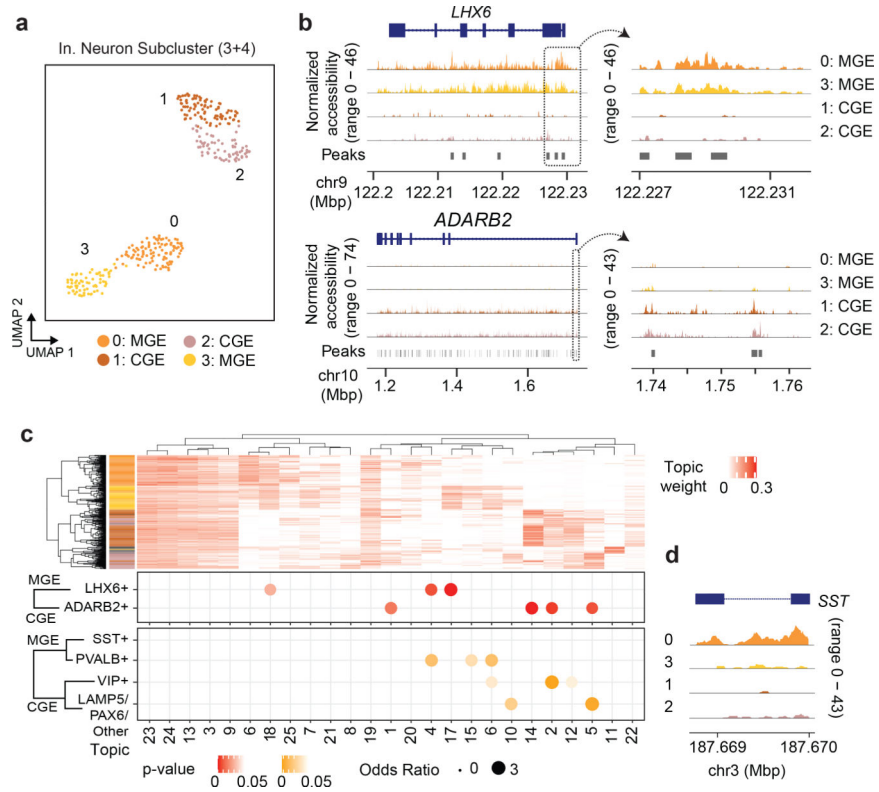 a
In. Neuron Subcluster (3+4)
1
2
0
3
UMAP 2
UMAP 1
0: MGE
2: CGE
1: CGE
3: MGE
b
LHX6
Normalized accessibility (range 0 – 46)
(range 0 – 46)
0: MGE
3: MGE
1: CGE
2: CGE
Peaks
chr9 (Mbp)
122.2 122.21 122.22 122.23
122.227 122.231
ADARB2
Normalized accessibility (range 0 – 74)
(range 0 – 43)
0: MGE
3: MGE
1: CGE
2: CGE
Peaks
chr10 (Mbp)
1.2 1.4 1.6
1.74 1.75 1.76
c
Topic weight
0 0.3
MGE
LHX6+
ADARB2+
CGE
MGE
SST+
PVALB+
VIP+
CGE
LAMP5/
PAX6/
Other
Topic
23 24 13 3 9 6 18 25 7 21 8 19 1 20 4 17 15 16 10 14 2 12 5 11 22
p-value
0 0.05
0 0.05
Odds Ratio
0
3
d
SST
(range 0 – 43)
0
3
1
2
187.669 187.670
chr3 (Mbp)